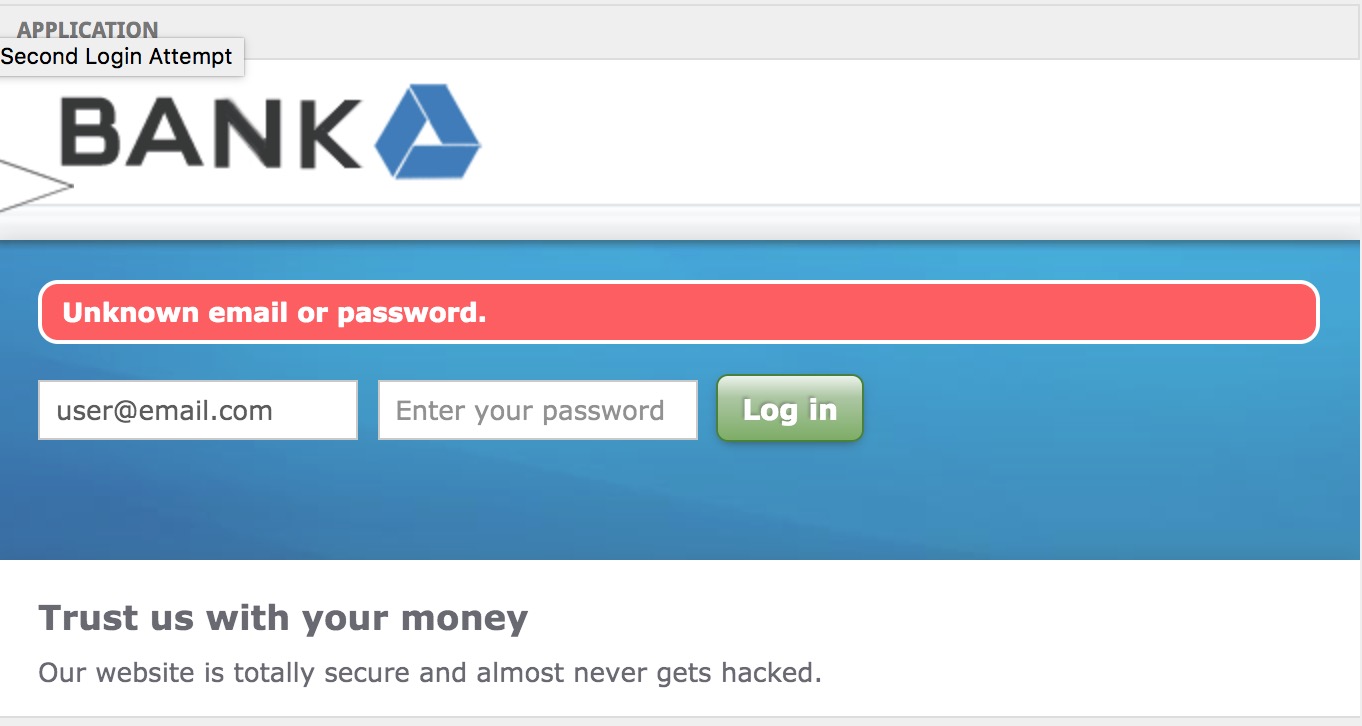 APPLICATION
Second Login Attempt
BANK
Unknown email or password.
user@email.com Enter your password Log in
Trust us with your money
Our website is totally secure and almost never gets hacked.